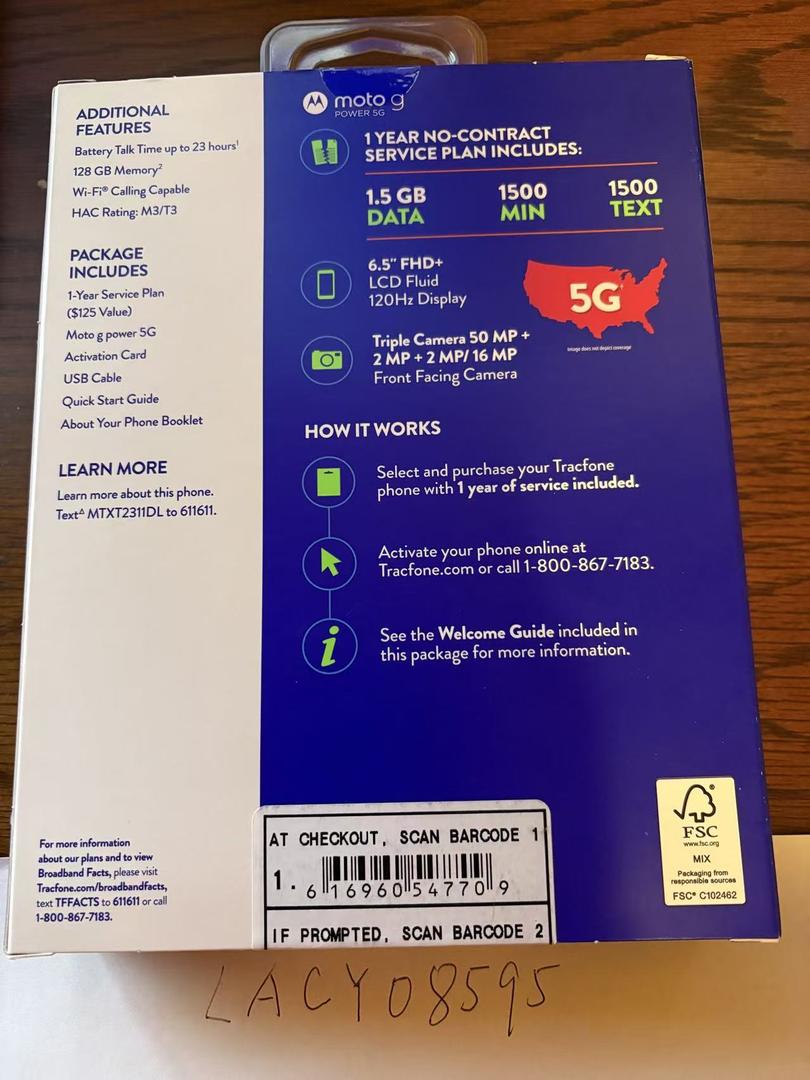 ADDITIONAL
FEATURES
Battery Talk Time up to 23 hours¹
128 GB Memory²
Wi-Fi® Calling Capable
HAC Rating: M3/T3
PACKAGE
INCLUDES
1-Year Service Plan
($125 Value)
Moto g power 5G
Activation Card
USB Cable
Quick Start Guide
About Your Phone Booklet
LEARN MORE
Learn more about this phone.
Text∆ MTXT2311DL to 611611.
For more information
about our plans and to view
Broadband Facts, please visit
Tracfone.com/broadbandfacts,
text TFFACTS to 611611 or call
1-800-867-7183.
moto g
POWER 5G
1 YEAR NO-CONTRACT
SERVICE PLAN INCLUDES:
1.5 GB
DATA
1500
MIN
1500
TEXT
6.5" FHD+
LCD Fluid
120Hz Display
5G
Image does not depict coverage
Triple Camera 50 MP +
2 MP + 2 MP/ 16 MP
Front Facing Camera
HOW IT WORKS
Select and purchase your Tracfone
phone with 1 year of service included.
Activate your phone online at
Tracfone.com or call 1-800-867-7183.
See the Welcome Guide included in
this package for more information.
AT CHECKOUT, SCAN BARCODE 1
1. 6 16960 54770 9
IF PROMPTED, SCAN BARCODE 2
FSC
www.fsc.org
MIX
Packaging from
responsible sources
FSC® C102462
LACY08595